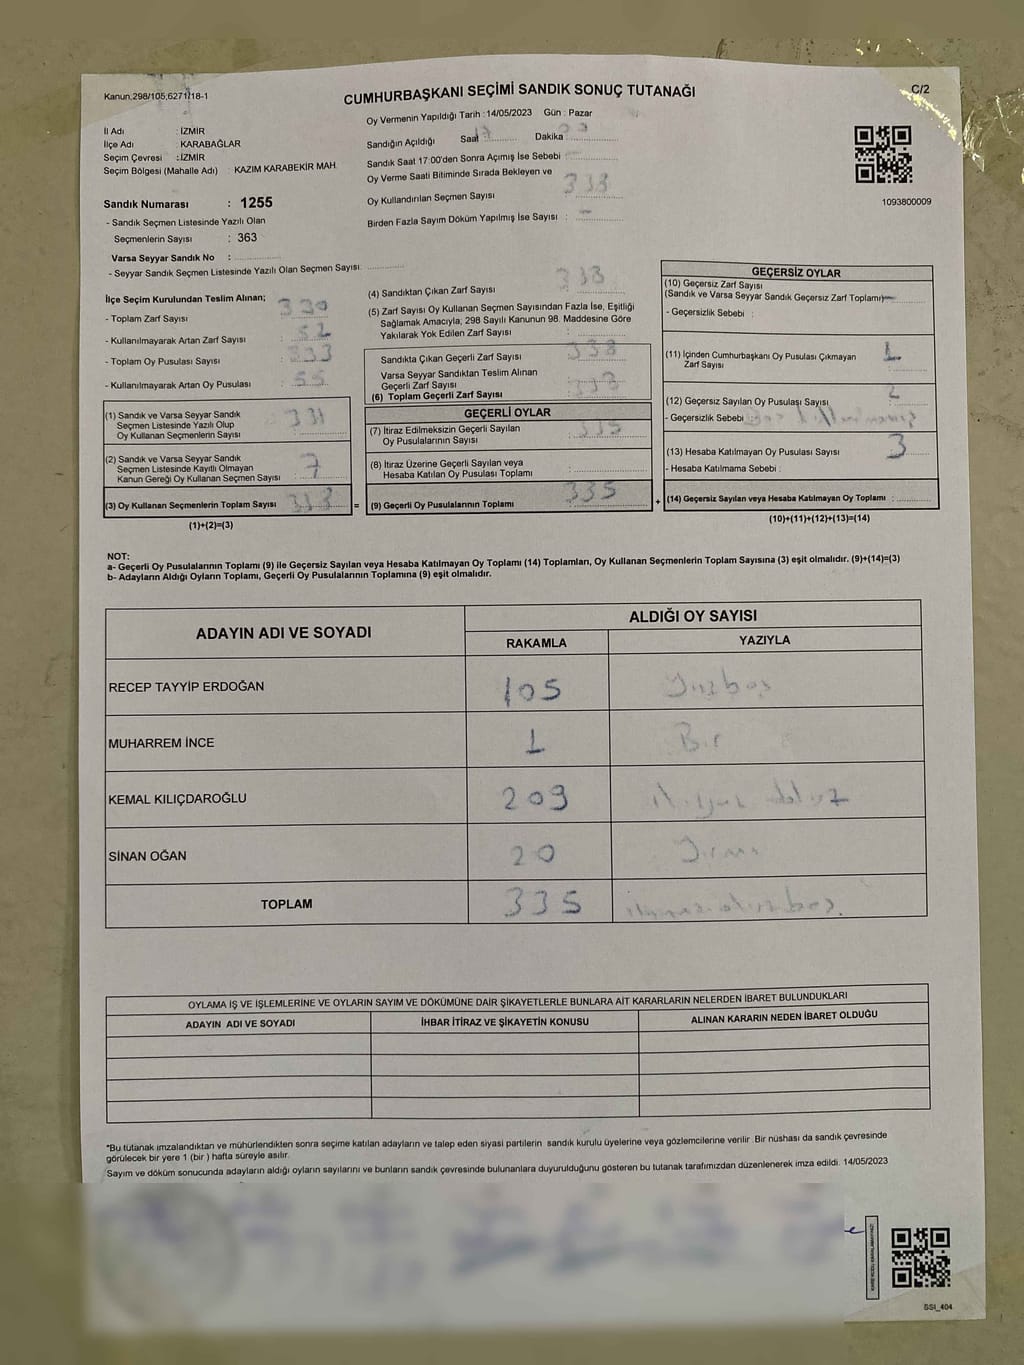 Kanun:298/105;6271/18-1
CUMHURBAŞKANI SEÇİMİ SANDIK SONUÇ TUTANAĞI
C/2
Oy Vermenin Yapıldığı Tarih : 14/05/2023 Gün : Pazar
İl Adı : İZMİR
İlçe Adı : KARABAĞLAR
Seçim Çevresi : İZMİR
Seçim Bölgesi (Mahalle Adı) : KAZIM KARABEKİR MAH.
Sandık Numarası : 1255
- Sandık Seçmen Listesinde Yazılı Olan
Seçmenlerin Sayısı : 363
Varsa Seyyar Sandık No :
- Seyyar Sandık Seçmen Listesinde Yazılı Olan Seçmen Sayısı:
Sandığın Açıldığı Saat Dakika
Sandık Saat 17:00'den Sonra Açımış İse Sebebi :
Oy Verme Saati Bitiminde Sırada Bekleyen ve
Oy Kullandırılan Seçmen Sayısı :
Birden Fazla Sayım Döküm Yapılmış İse Sayısı : -
1093800009
İlçe Seçim Kurulundan Teslim Alınan;
- Toplam Zarf Sayısı :
- Kullanılmayarak Artan Zarf Sayısı : 52
- Toplam Oy Pusulası Sayısı :
- Kullanılmayarak Artan Oy Pusulası : 55
(1) Sandık ve Varsa Seyyar Sandık
Seçmen Listesinde Yazılı Olup
Oy Kullanan Seçmenlerin Sayısı : 331
(2) Sandık ve Varsa Seyyar Sandık
Seçmen Listesinde Kayıtlı Olmayan
Kanun Gereği Oy Kullanan Seçmen Sayısı : 7
(3) Oy Kullanan Seçmenlerin Toplam Sayısı : 338
(1)+(2)=(3)
=
(4) Sandıktan Çıkan Zarf Sayısı : 338
(5) Zarf Sayısı Oy Kullanan Seçmen Sayısından Fazla İse, Eşitliği
Sağlamak Amacıyla; 298 Sayılı Kanunun 98. Maddesine Göre
Yakılarak Yok Edilen Zarf Sayısı :
Sandıkta Çıkan Geçerli Zarf Sayısı : 338
Varsa Seyyar Sandıktan Teslim Alınan
Geçerli Zarf Sayısı :
(6) Toplam Geçerli Zarf Sayısı : 338
GEÇERLİ OYLAR
(7) İtiraz Edilmeksizin Geçerli Sayılan
Oy Pusulalarının Sayısı : 335
(8) İtiraz Üzerine Geçerli Sayılan veya
Hesaba Katılan Oy Pusulası Toplamı :
(9) Geçerli Oy Pusulalarının Toplamı : 335
+
GEÇERSİZ OYLAR
(10) Geçersiz Zarf Sayısı
(Sandık ve Varsa Seyyar Sandık Geçersiz Zarf Toplamı): -
- Geçersizlik Sebebi :
(11) İçinden Cumhurbaşkanı Oy Pusulası Çıkmayan
Zarf Sayısı : 1
(12) Geçersiz Sayılan Oy Pusulası Sayısı : 2
- Geçersizlik Sebebi :
(13) Hesaba Katılmayan Oy Pusulası Sayısı : 3
- Hesaba Katılmama Sebebi :
(14) Geçersiz Sayılan veya Hesaba Katılmayan Oy Toplamı :
(10)+(11)+(12)+(13)=(14)
NOT:
a- Geçerli Oy Pusulalarının Toplamı (9) ile Geçersiz Sayılan veya Hesaba Katılmayan Oy Toplamı (14) Toplamları, Oy Kullanan Seçmenlerin Toplam Sayısına (3) eşit olmalıdır. (9)+(14)=(3)
b- Adayların Aldığı Oyların Toplamı, Geçerli Oy Pusulalarının Toplamına (9) eşit olmalıdır.
ADAYIN ADI VE SOYADI
ALDIĞI OY SAYISI
RAKAMLA YAZIYLA
RECEP TAYYİP ERDOĞAN 105 Yüzbeş
MUHARREM İNCE 1 Bir
KEMAL KILIÇDAROĞLU 209 ikiyüz dokuz
SİNAN OĞAN 20 Yirmi
TOPLAM 335
OYLAMA İŞ VE İŞLEMLERİNE VE OYLARIN SAYIM VE DÖKÜMÜNE DAİR ŞİKAYETLERLE BUNLARA AİT KARARLARIN NELERDEN İBARET BULUNDUKLARI
ADAYIN ADI VE SOYADI İHBAR İTİRAZ VE ŞİKAYETİN KONUSU ALINAN KARARIN NEDEN İBARET OLDUĞU
*Bu tutanak imzalandıktan ve mühürlendikten sonra seçime katılan adayların ve talep eden siyasi partilerin sandık kurulu üyelerine veya gözlemcilerine verilir. Bir nüshası da sandık çevresinde
görülecek bir yere 1 (bir ) hafta süreyle asılır.
Sayım ve döküm sonucunda adayların aldığı oyların sayılarını ve bunların sandık çevresinde bulunanlara duyurulduğunu gösteren bu tutanak tarafımızdan düzenlenerek imza edildi. 14/05/2023
KARE KODU KARALAMAYINIZ!
SSI_404